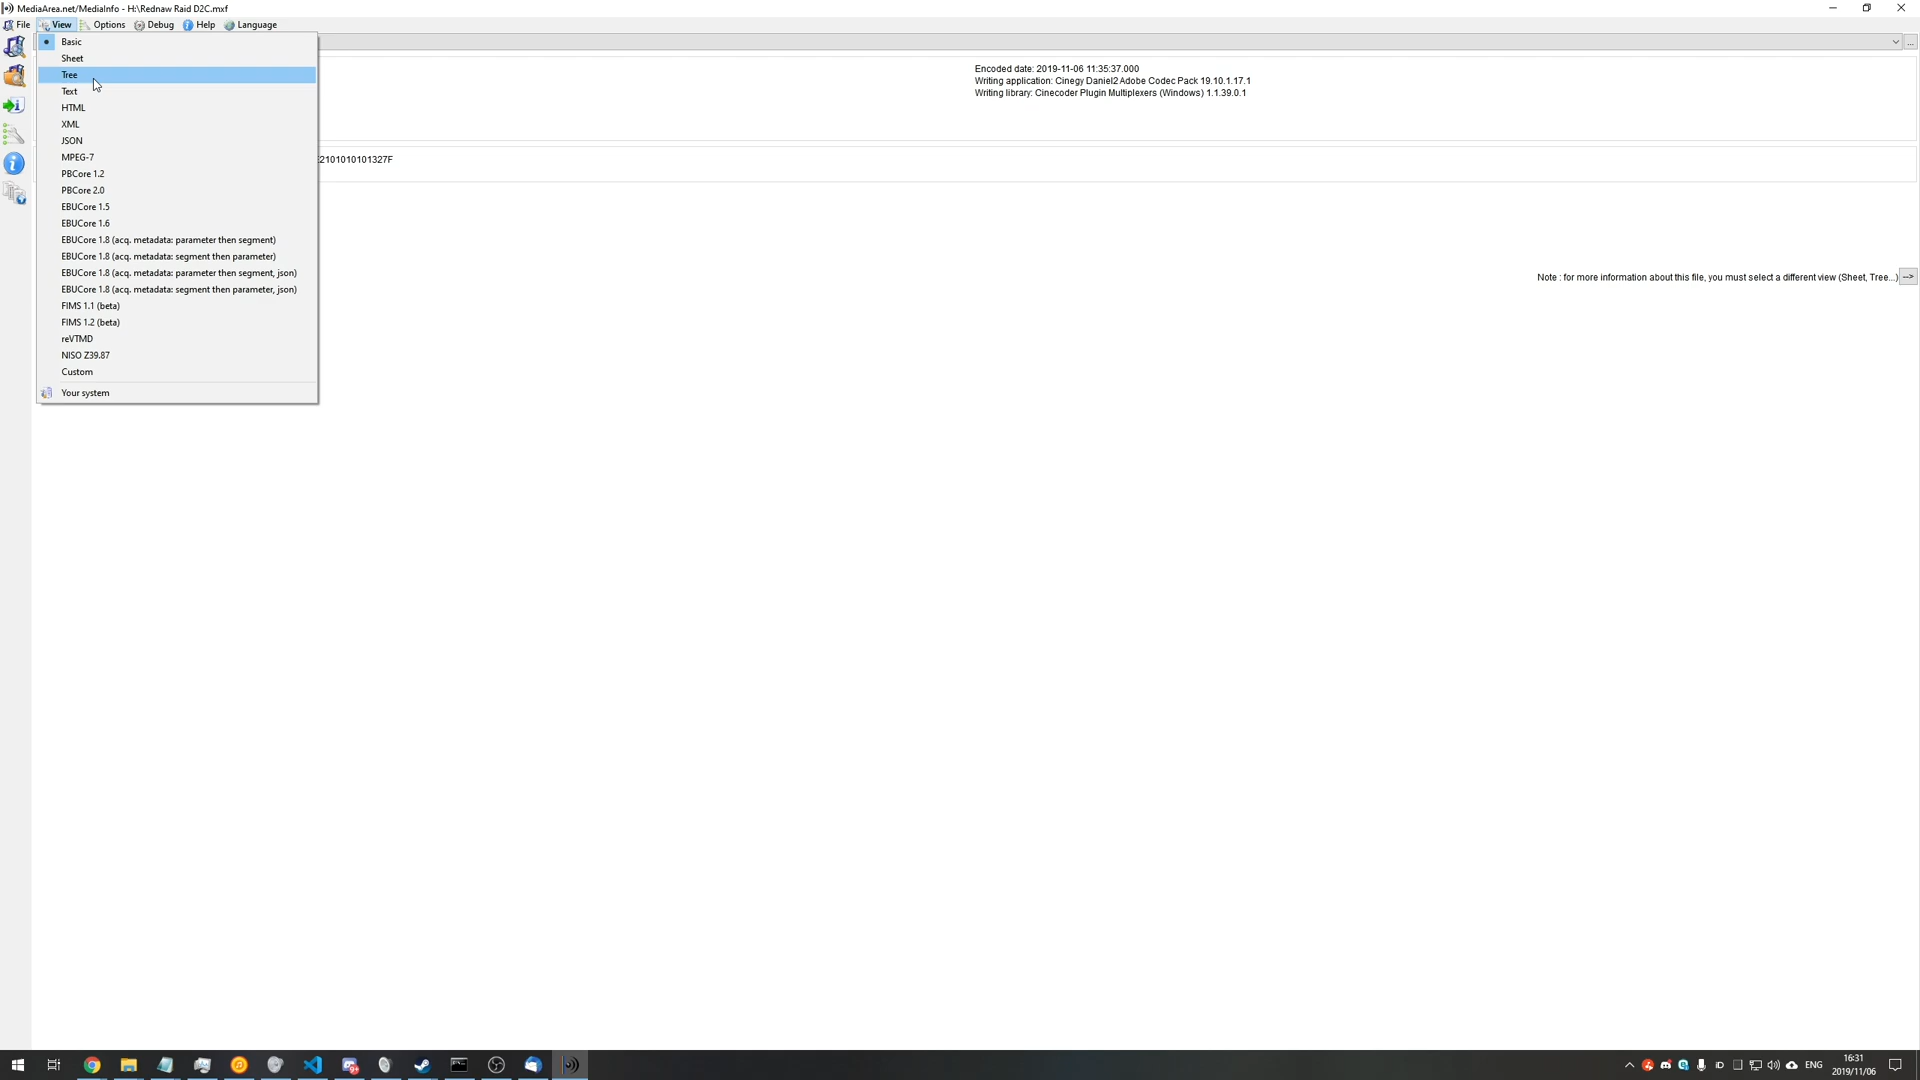 MediaArea.net/MediaInfo - H:\Rednaw Raid D2C.mxf
File View Options Debug Help Language
Basic
Sheet
Tree
Text
HTML
XML
JSON
MPEG-7
PBCore 1.2
PBCore 2.0
EBUCore 1.5
EBUCore 1.6
EBUCore 1.8 (acq. metadata: parameter then segment)
EBUCore 1.8 (acq. metadata: segment then parameter)
EBUCore 1.8 (acq. metadata: parameter then segment, json)
EBUCore 1.8 (acq. metadata: segment then parameter, json)
FIMS 1.1 (beta)
FIMS 1.2 (beta)
reVTMD
NISO Z39.87
Custom
Your system
...
Encoded date: 2019-11-06 11:35:37.000
Writing application: Cinegy Daniel2 Adobe Codec Pack 19.10.1.17.1
Writing library: Cinecoder Plugin Multiplexers (Windows) 1.1.39.0.1
2101010101327F
Note : for more information about this file, you must select a different view (Sheet, Tree...) -->
ENG
16:31
2019/11/06